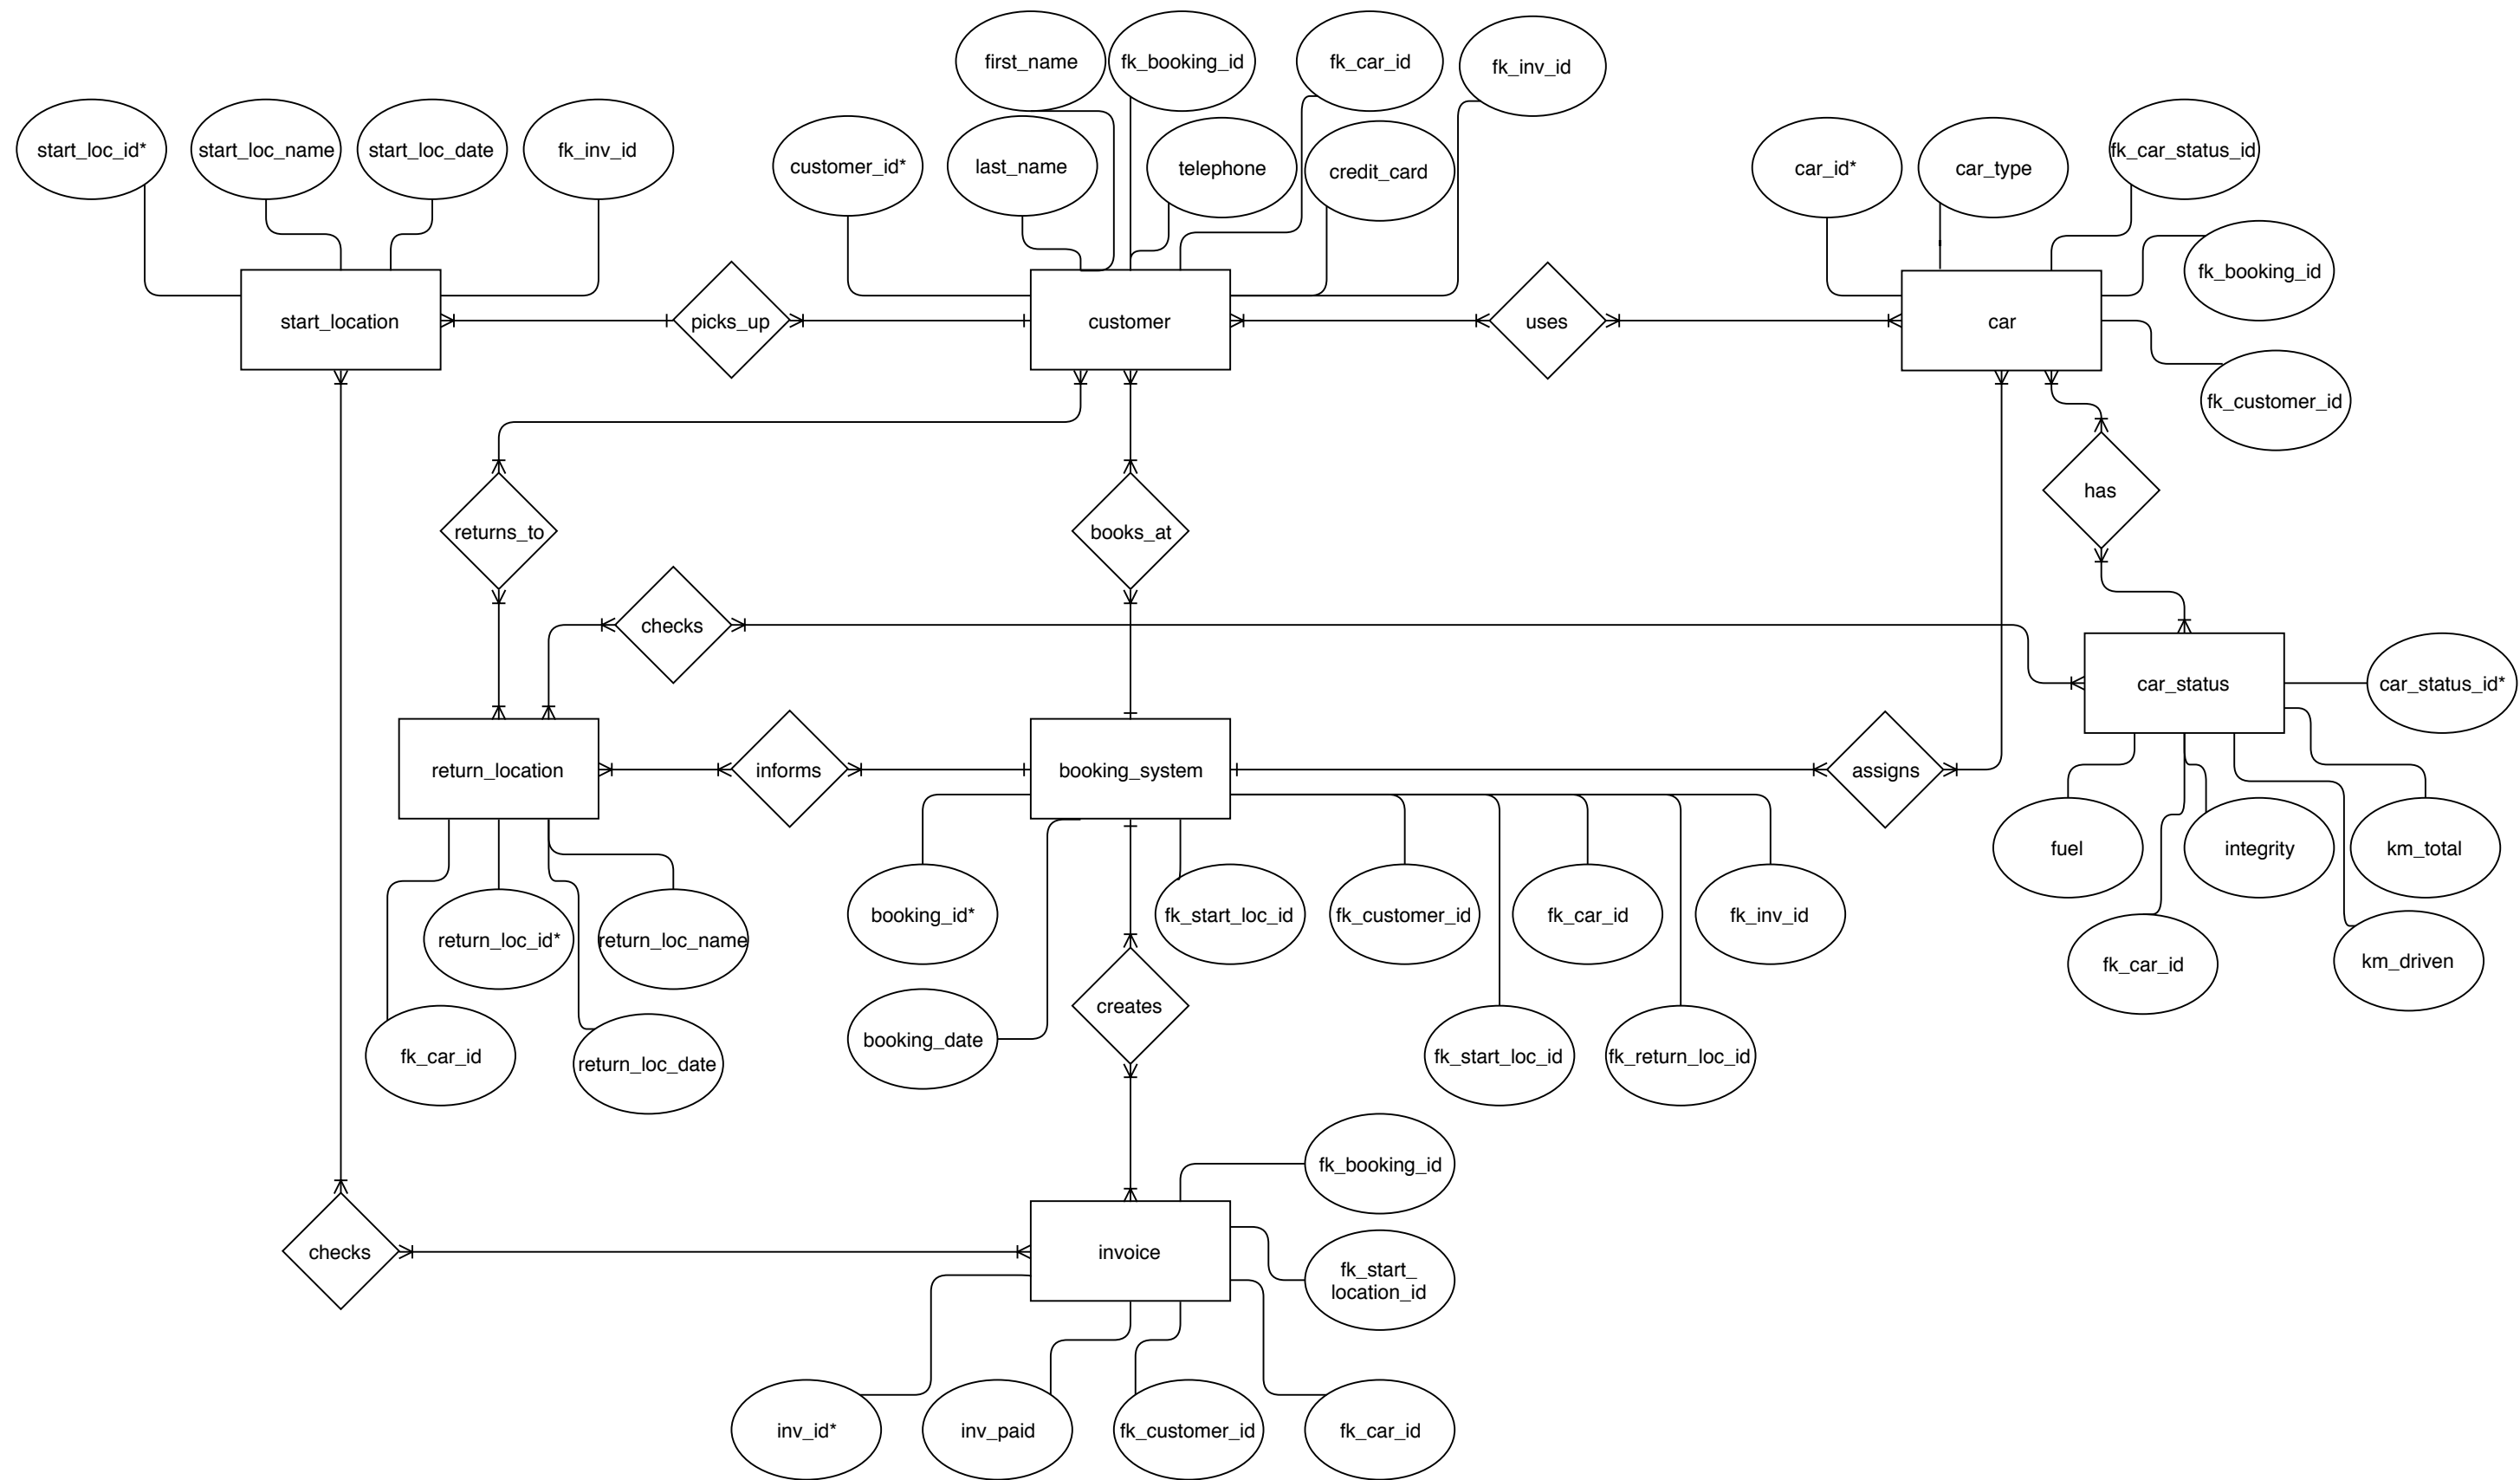 first_name
fk_booking_id
fk_car_id
fk_inv_id
start_loc_id*
start_loc_name
start_loc_date
fk_inv_id
customer_id*
last_name
telephone
credit_card
car_id*
car_type
fk_car_status_id
fk_booking_id
start_location
picks_up
customer
uses
car
fk_customer_id
has
returns_to
books_at
checks
car_status
car_status_id*
return_location
informs
booking_system
assigns
fuel
integrity
km_total
booking_id*
fk_start_loc_id
fk_customer_id
fk_car_id
fk_inv_id
return_loc_id*
return_loc_name
fk_car_id
km_driven
creates
booking_date
fk_car_id
return_loc_date
fk_start_loc_id
fk_return_loc_id
fk_booking_id
checks
invoice
fk_start_
location_id
inv_id*
inv_paid
fk_customer_id
fk_car_id